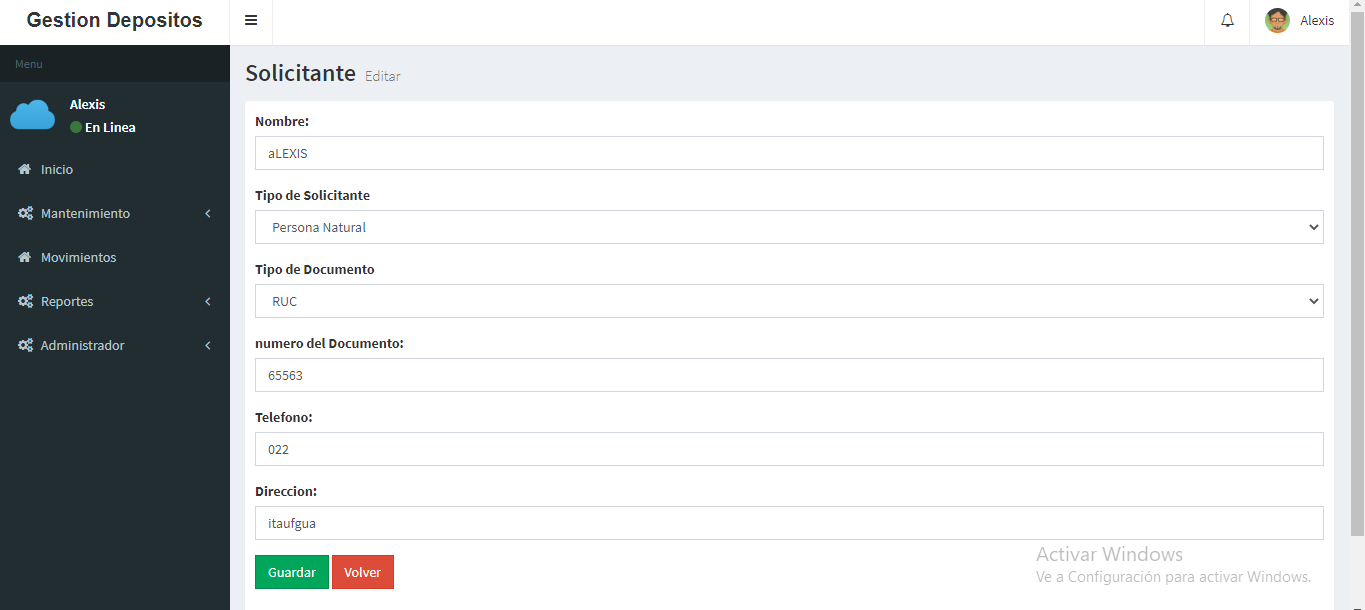 Gestion Depositos
Alexis
Menu
Alexis
En Linea
Inicio
Mantenimiento
Movimientos
Reportes
Administrador
Solicitante Editar
Nombre:
aLEXIS
Tipo de Solicitante
Persona Natural
Tipo de Documento
RUC
numero del Documento:
65563
Telefono:
022
Direccion:
itaufgua
Guardar Volver
Activar Windows
Ve a Configuración para activar Windows.